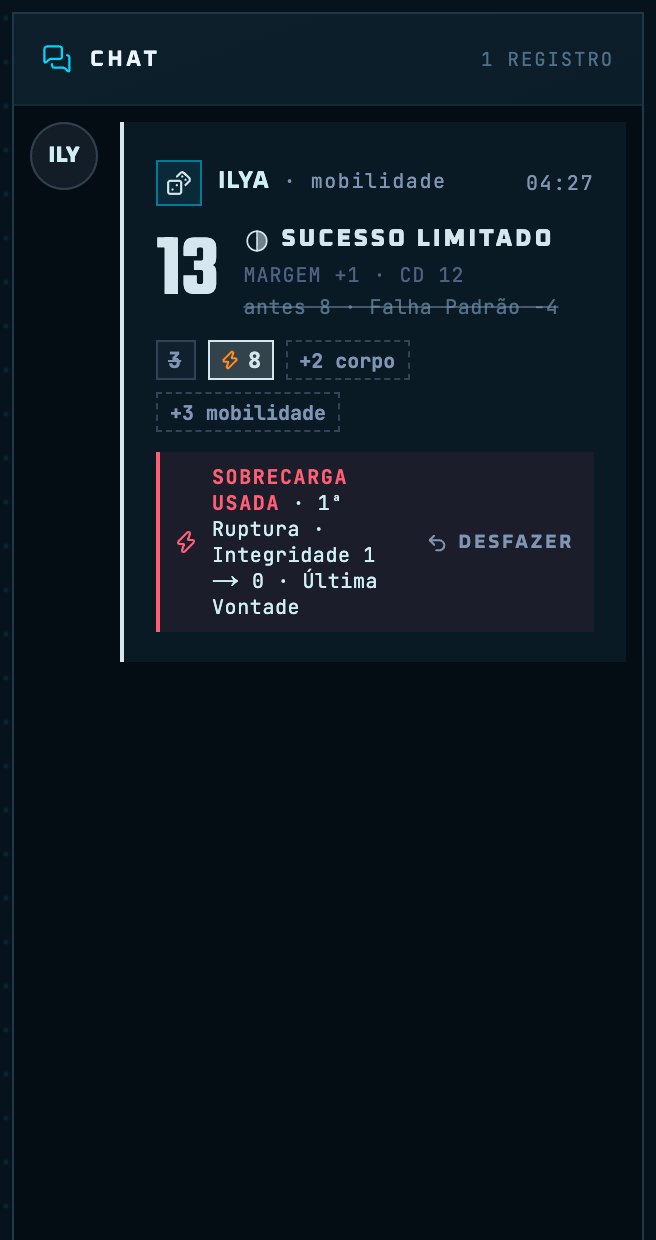 CHAT
1 REGISTRO
ILY
ILYA · mobilidade
04:27
13
SUCESSO LIMITADO
MARGEM +1 · CD 12
antes 8 · Falha Padrão -4
3
8
+2 corpo
+3 mobilidade
SOBRECARGA
USADA · 1ª
Ruptura ·
Integridade 1
⟶ 0 · Última
Vontade
DESFAZER